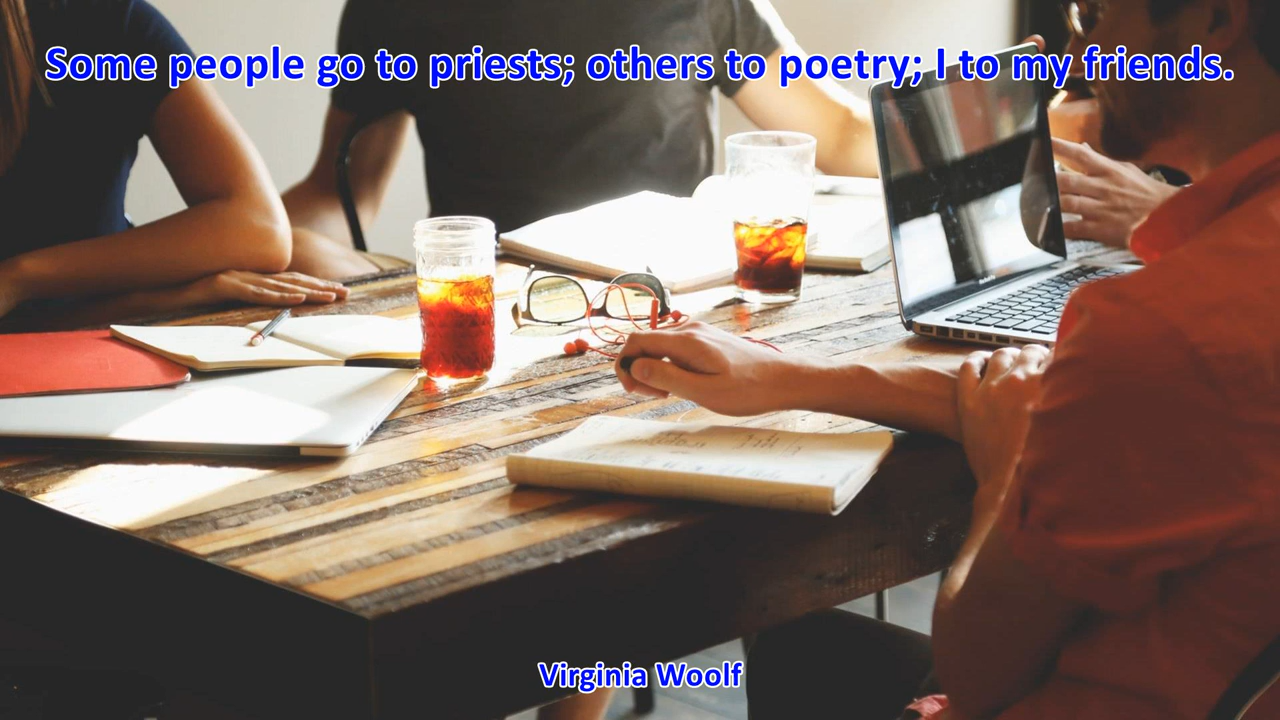 Some people go to priests; others to poetry; I to my friends.
Virginia Woolf